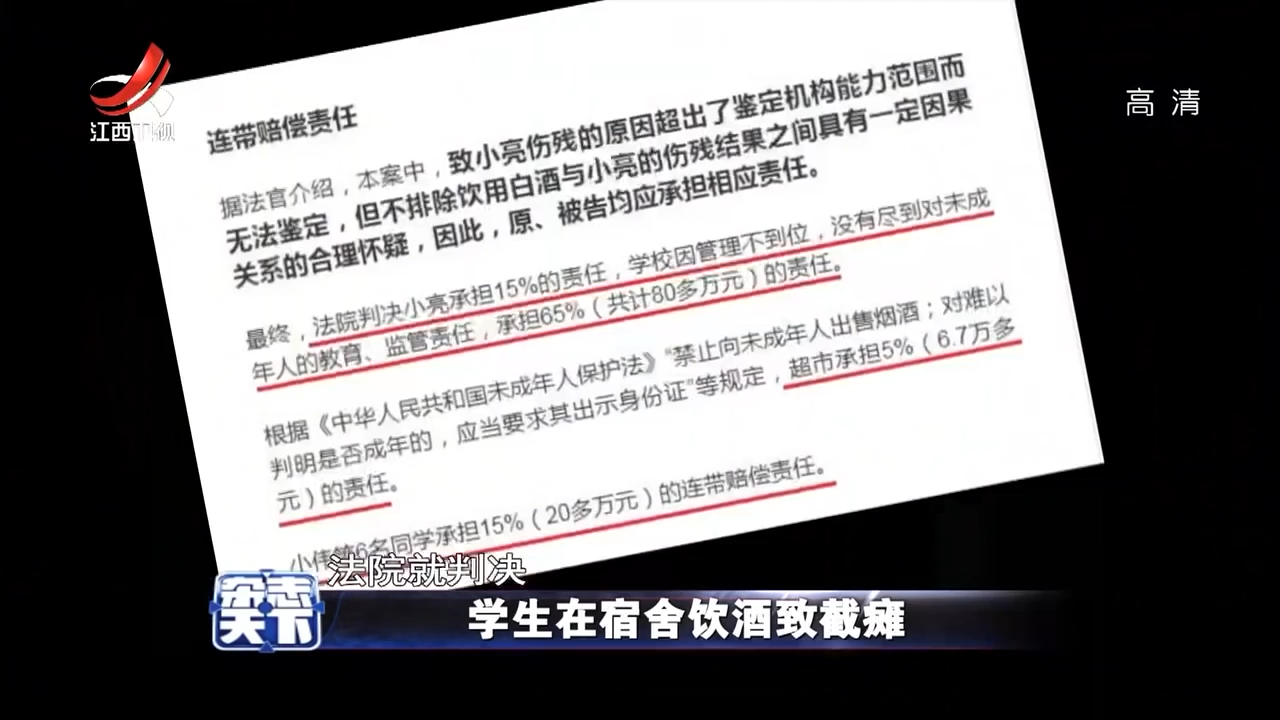 江西卫视
高清
连带赔偿责任
据法官介绍，本案中，致小亮伤残的原因超出了鉴定机构能力范围而
无法鉴定，但不排除饮用白酒与小亮的伤残结果之间具有一定因果
关系的合理怀疑，因此，原、被告均应承担相应责任。
最终，法院判决小亮承担15%的责任，学校因管理不到位，没有尽到对未成
年人的教育、监管责任，承担65%（共计80多万元）的责任。
根据《中华人民共和国未成年人保护法》“禁止向未成年人出售烟酒；对难以
判明是否成年的，应当要求其出示身份证”等规定，超市承担5%（6.7万多
元）的责任。
小伟等6名同学承担15%（20多万元）的连带赔偿责任。
法院就判决
杂志
天下
学生在宿舍饮酒致截瘫